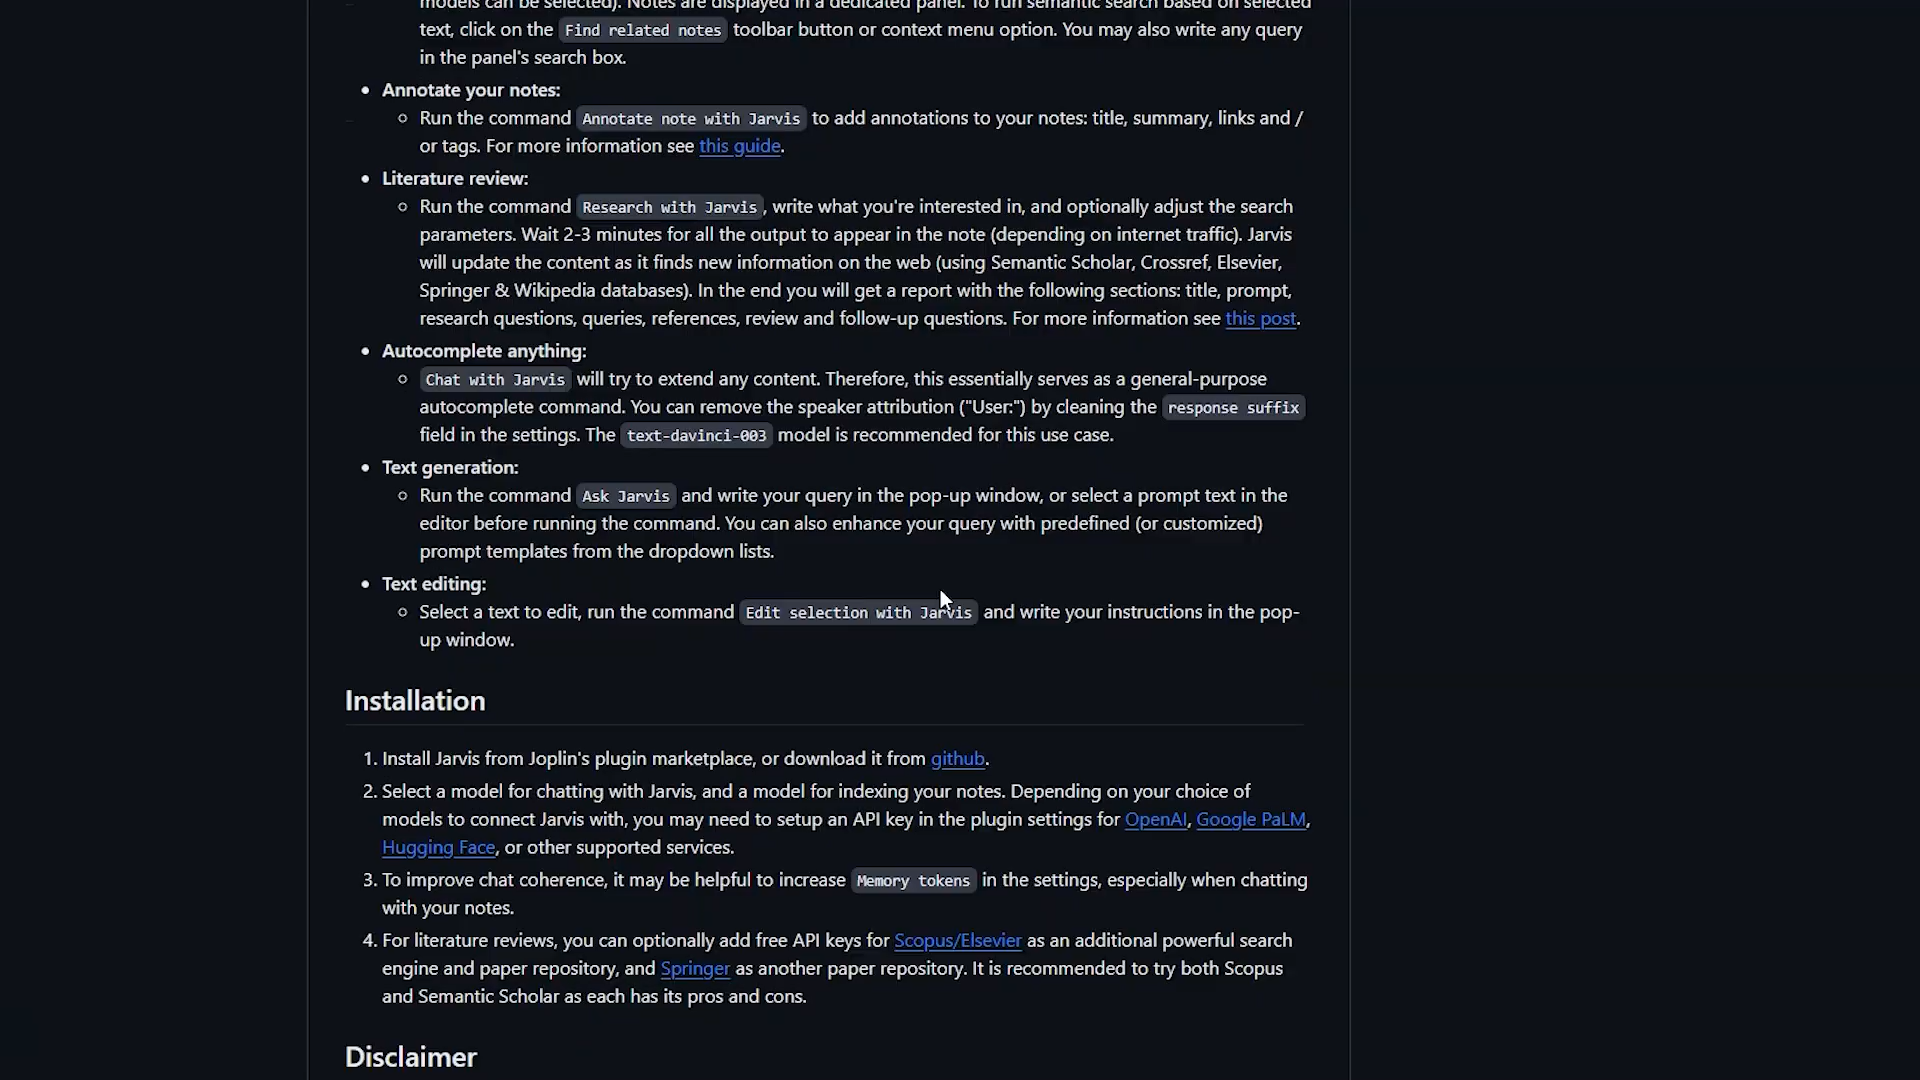 models can be selected). Notes are displayed in a dedicated panel. To run semantic search based on selected
text, click on the Find related notes toolbar button or context menu option. You may also write any query
in the panel's search box.
• Annotate your notes:
○ Run the command Annotate note with Jarvis to add annotations to your notes: title, summary, links and /
or tags. For more information see this guide.
• Literature review:
○ Run the command Research with Jarvis, write what you're interested in, and optionally adjust the search
parameters. Wait 2-3 minutes for all the output to appear in the note (depending on internet traffic). Jarvis
will update the content as it finds new information on the web (using Semantic Scholar, Crossref, Elsevier,
Springer & Wikipedia databases). In the end you will get a report with the following sections: title, prompt,
research questions, queries, references, review and follow-up questions. For more information see this post.
• Autocomplete anything:
○ Chat with Jarvis will try to extend any content. Therefore, this essentially serves as a general-purpose
autocomplete command. You can remove the speaker attribution ("User:") by cleaning the response suffix
field in the settings. The text-davinci-003 model is recommended for this use case.
• Text generation:
○ Run the command Ask Jarvis and write your query in the pop-up window, or select a prompt text in the
editor before running the command. You can also enhance your query with predefined (or customized)
prompt templates from the dropdown lists.
• Text editing:
○ Select a text to edit, run the command Edit selection with Jarvis and write your instructions in the pop-
up window.
Installation
1. Install Jarvis from Joplin's plugin marketplace, or download it from github.
2. Select a model for chatting with Jarvis, and a model for indexing your notes. Depending on your choice of
models to connect Jarvis with, you may need to setup an API key in the plugin settings for OpenAI, Google PaLM,
Hugging Face, or other supported services.
3. To improve chat coherence, it may be helpful to increase Memory tokens in the settings, especially when chatting
with your notes.
4. For literature reviews, you can optionally add free API keys for Scopus/Elsevier as an additional powerful search
engine and paper repository, and Springer as another paper repository. It is recommended to try both Scopus
and Semantic Scholar as each has its pros and cons.
Disclaimer